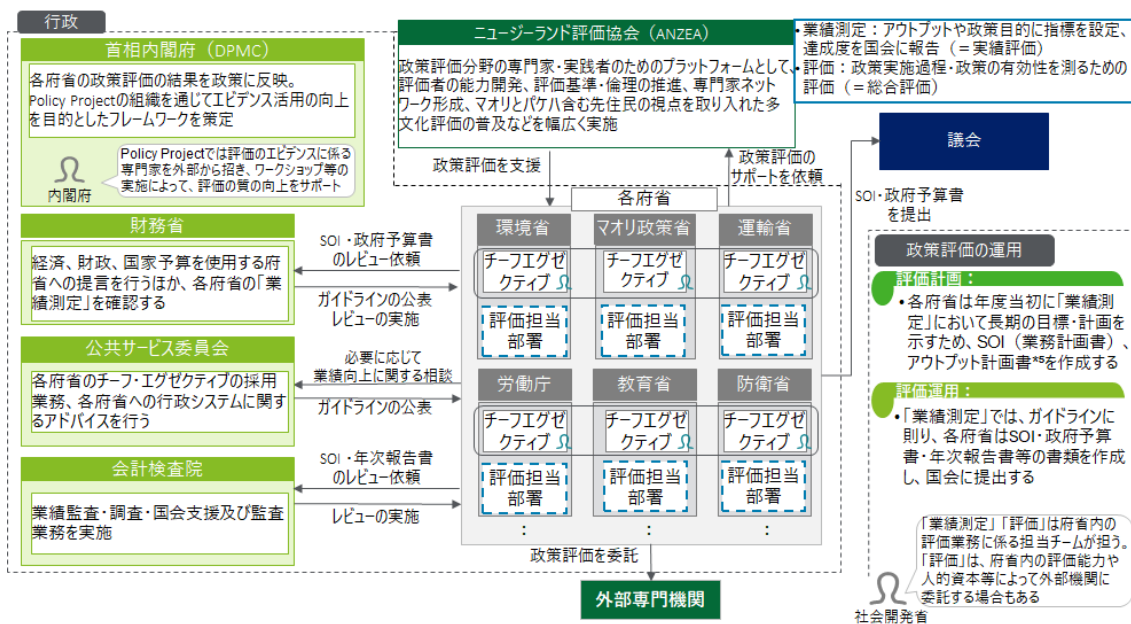 行政
首相内閣府（DPMC）
各府省の政策評価の結果を政策に反映。
Policy Projectの組織を通じてエビデンス活用の向上
を目的としたフレームワークを策定
Policy Projectでは評価のエビデンスに係る
専門家を外部から招き、ワークショップ等の
実施によって、評価の質の向上をサポート
内閣府
ニュージーランド評価協会（ANZEA）
政策評価分野の専門家・実践者のためのプラットフォームとして、
評価者の能力開発、評価基準・倫理の推進、専門家ネット
ワーク形成、マオリとパケハ含む先住民の視点を取り入れた多
文化評価の普及などを幅広く実施
•業績測定：アウトプットや政策目的に指標を設定、
達成度を国会に報告（＝実績評価）
•評価：政策実施過程・政策の有効性を測るための
評価（＝総合評価）
議会
政策評価を支援
政策評価の
サポートを依頼
SOI・政府予算書
を提出
財務省
経済、財政、国家予算を使用する府
省への提言を行うほか、各府省の「業
績測定」を確認する
SOI・政府予算書
のレビュー依頼
ガイドラインの公表
レビューの実施
公共サービス委員会
各府省のチーフ・エグゼクティブの採用
業務、各府省への行政システムに関す
るアドバイスを行う
必要に応じて
業績向上に関する相談
ガイドラインの公表
会計検査院
業績監査・調査・国会支援及び監査
業務を実施
SOI・年次報告書
のレビュー依頼
レビューの実施
各府省
環境省
マオリ政策省
運輸省
チーフエグゼ
クティブ
チーフエグゼ
クティブ
チーフエグゼ
クティブ
評価担当
部署
評価担当
部署
評価担当
部署
労働庁
教育省
防衛省
チーフエグゼ
クティブ
チーフエグゼ
クティブ
チーフエグゼ
クティブ
評価担当
部署
評価担当
部署
評価担当
部署
：
：
：
政策評価を委託
外部専門機関
政策評価の運用
評価計画：
•各府省は年度当初に「業績測
定」において長期の目標・計画を
示すため、SOI（業務計画書）、
アウトプット計画書*5を作成する
評価運用：
•「業績測定」では、ガイドラインに
則り、各府省はSOI・政府予算
書・年次報告書等の書類を作成
し、国会に提出する
「業績測定」「評価」は府省内の
評価業務に係る担当チームが担う。
「評価」は、府省内の評価能力や
人的資本等によって外部機関に
委託する場合もある
社会開発省